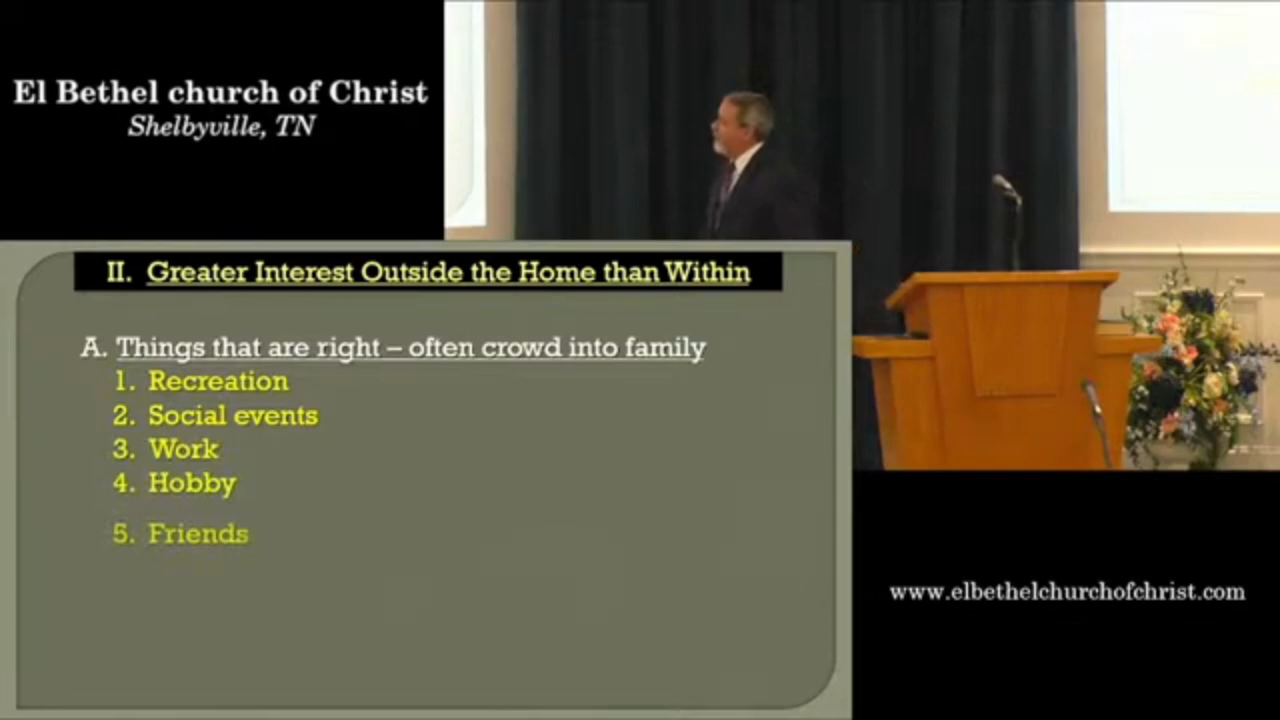 El Bethel church of Christ
Shelbyville, TN
II. Greater Interest Outside the Home than Within
A. Things that are right – often crowd into family
1. Recreation
2. Social events
3. Work
4. Hobby
5. Friends
www.elbethelchurchofchrist.com